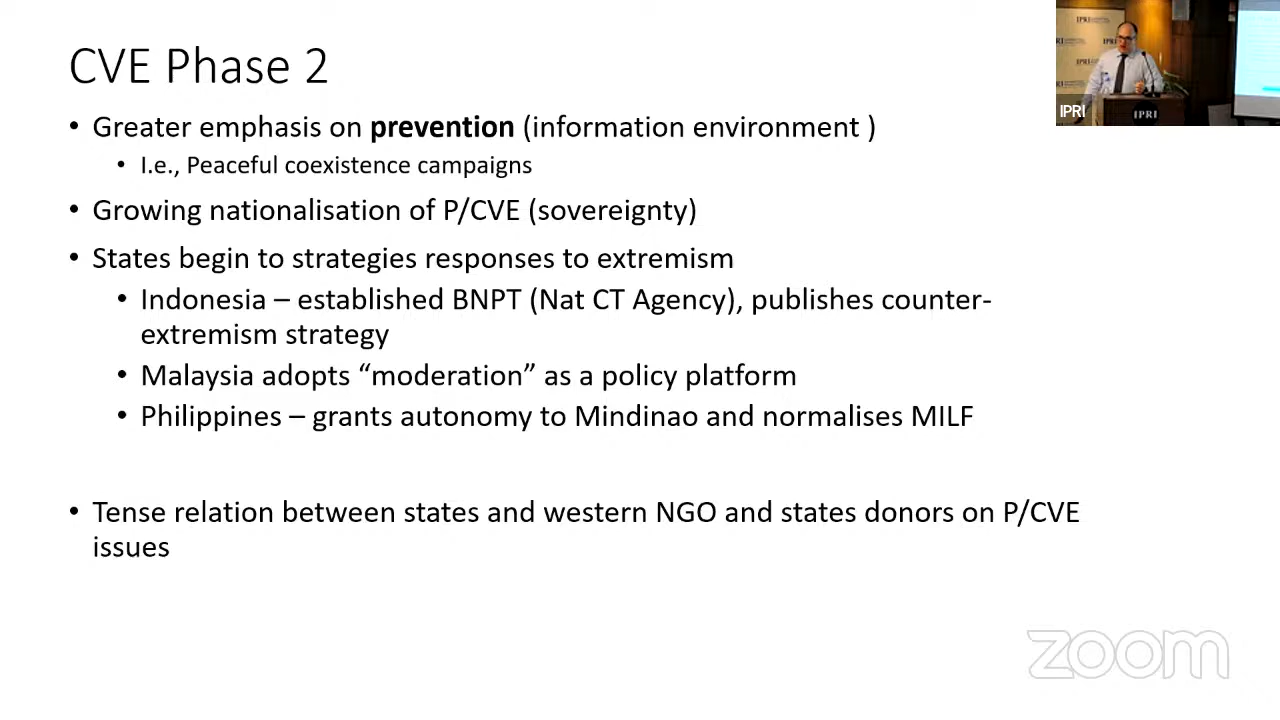 CVE Phase 2
• Greater emphasis on prevention (information environment )
• I.e., Peaceful coexistence campaigns
• Growing nationalisation of P/CVE (sovereignty)
• States begin to strategies responses to extremism
• Indonesia – established BNPT (Nat CT Agency), publishes counter-
extremism strategy
• Malaysia adopts “moderation” as a policy platform
• Philippines – grants autonomy to Mindinao and normalises MILF
• Tense relation between states and western NGO and states donors on P/CVE
issues
IPRI
IPRI
IPRI
IPRI
IPRI
zoom